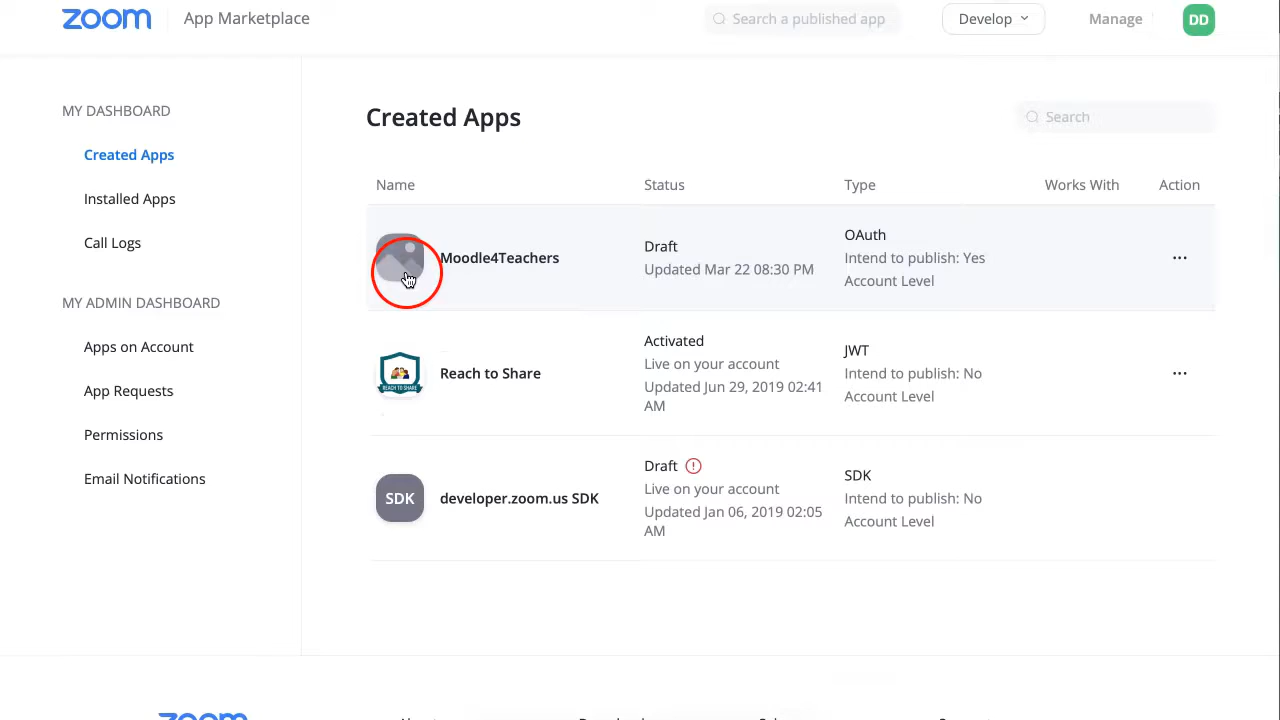 zoom
App Marketplace
Search a published app
Develop
Manage
DD
MY DASHBOARD
Created Apps
Installed Apps
Call Logs
MY ADMIN DASHBOARD
Apps on Account
App Requests
Permissions
Email Notifications
Created Apps
Search
Name
Status
Type
Works With
Action
Moodle4Teachers
Draft
Updated Mar 22 08:30 PM
OAuth
Intend to publish: Yes
Account Level
REACH TO SHARE
Reach to Share
Activated
Live on your account
Updated Jun 29, 2019 02:41
AM
JWT
Intend to publish: No
Account Level
SDK
developer.zoom.us SDK
Draft
Live on your account
Updated Jan 06, 2019 02:05
AM
SDK
Intend to publish: No
Account Level
zoom